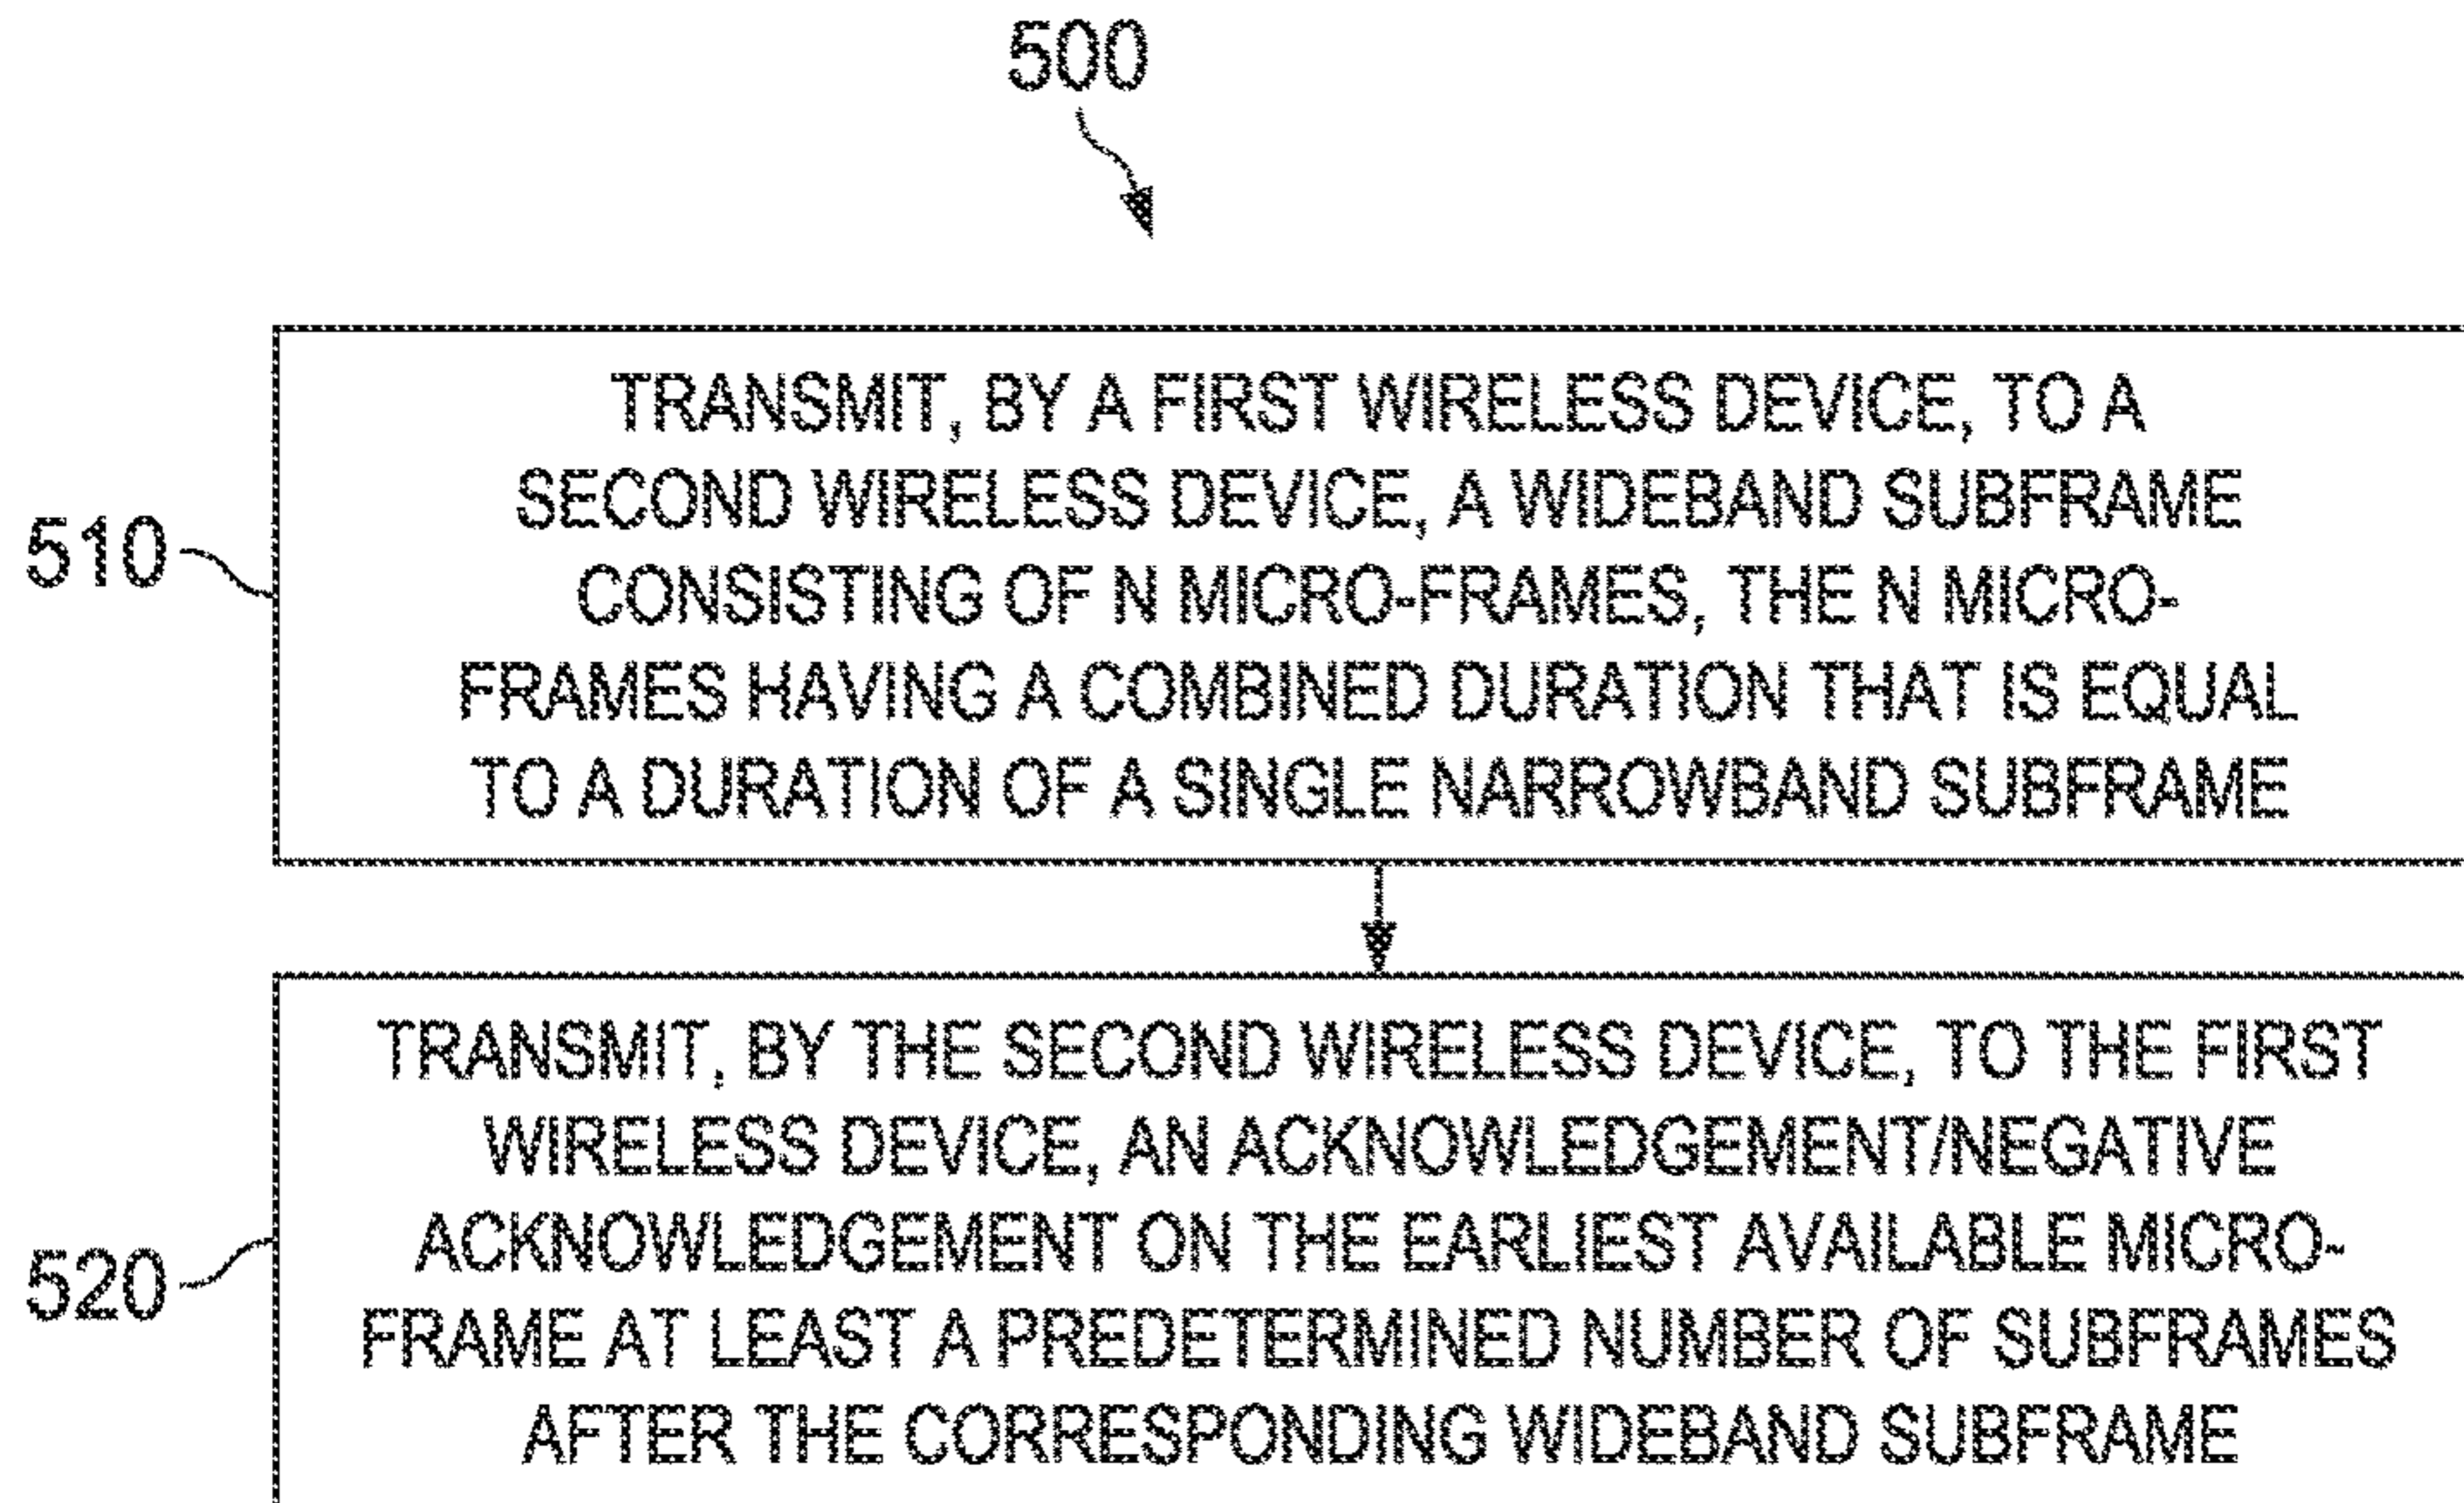 500
510
TRANSMIT, BY A FIRST WIRELESS DEVICE, TO A
SECOND WIRELESS DEVICE, A WIDEBAND SUBFRAME
CONSISTING OF N MICRO-FRAMES, THE N MICRO-
FRAMES HAVING A COMBINED DURATION THAT IS EQUAL
TO A DURATION OF A SINGLE NARROWBAND SUBFRAME
520
TRANSMIT, BY THE SECOND WIRELESS DEVICE, TO THE FIRST
WIRELESS DEVICE, AN ACKNOWLEDGEMENT/NEGATIVE
ACKNOWLEDGEMENT ON THE EARLIEST AVAILABLE MICRO-
FRAME AT LEAST A PREDETERMINED NUMBER OF SUBFRAMES
AFTER THE CORRESPONDING WIDEBAND SUBFRAME